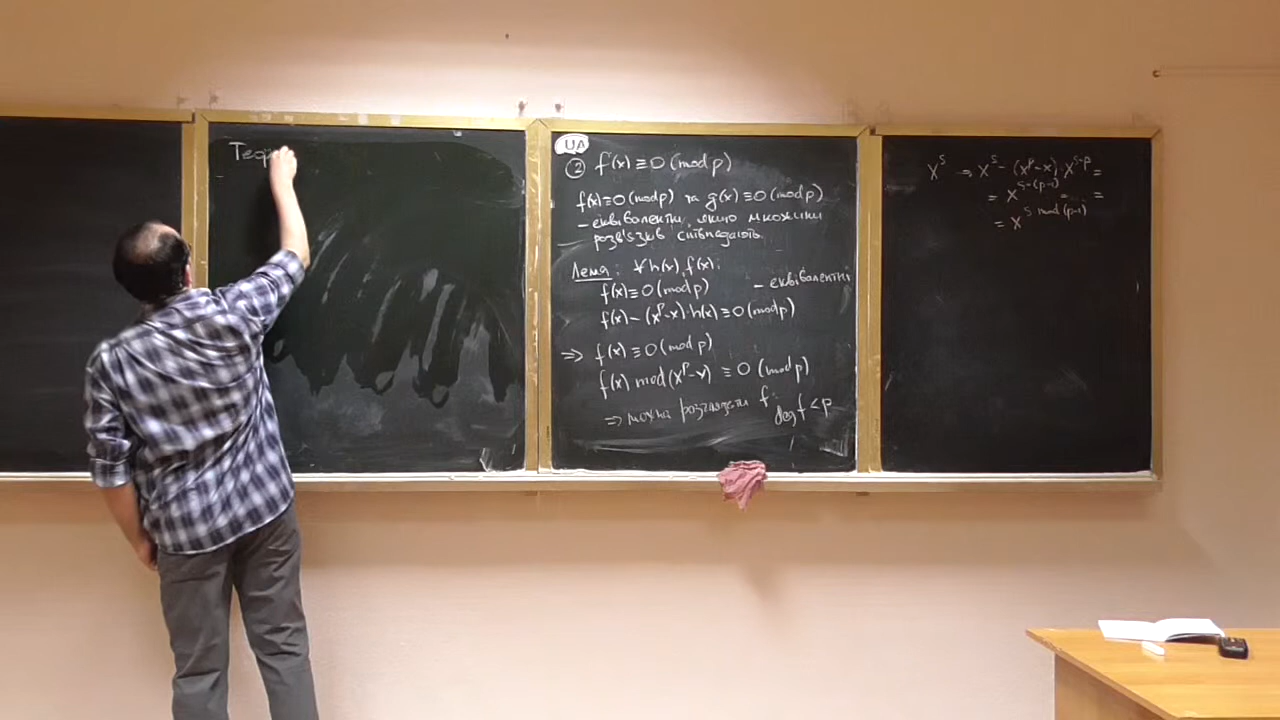 Теор
UA
② f(x) ≡ 0 (mod p)
f(x) ≡ 0 (mod p) та g(x) ≡ 0 (mod p)
– еквівалентні, якщо множини
розв'язків співпадають.
Лема: ∀ h(x), f(x):
f(x) ≡ 0 (mod p) – еквівалентні
f(x) – (x^p – x)·h(x) ≡ 0 (mod p)
⇒ f(x) ≡ 0 (mod p)
f(x) mod (x^p – x) ≡ 0 (mod p)
⇒ можна розглядати f:
deg f < p
x^s → x^s – (x^p – x)·x^{s-p} =
= x^{s-(p-1)} = ... =
= x^{s mod (p-1)}